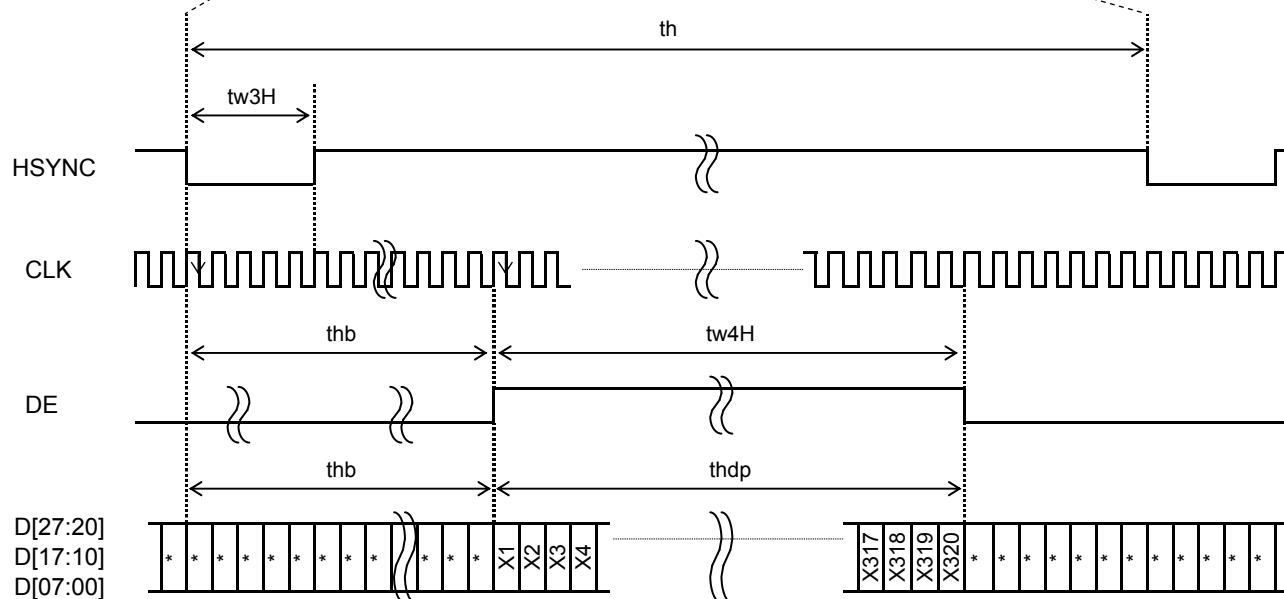 th
tw3H
HSYNC
CLK
thb
tw4H
DE
thb
thdp
D[27:20]
D[17:10]
D[07:00]
* * * * * * * * * * * * X1 X2 X3 X4 X317 X318 X319 X320 * * * * * * * * * * * *